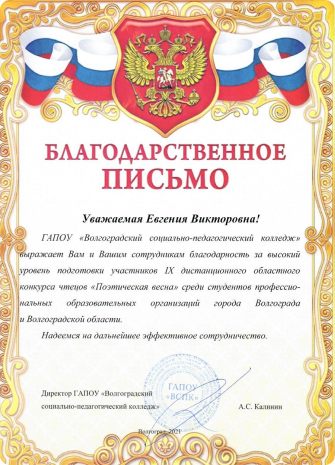 БЛАГОДАРСТВЕННОЕ
ПИСЬМО
Уважаемая Евгения Викторовна!
ГАПОУ «Волгоградский социально-педагогический колледж»
выражает Вам и Вашим сотрудникам благодарность за высокий
уровень подготовки участников IX дистанционного областного
конкурса чтецов «Поэтическая весна» среди студентов профессио-
нальных образовательных организаций города Волгограда
и Волгоградской области.
Надеемся на дальнейшее эффективное сотрудничество.
Директор ГАПОУ «Волгоградский
социально-педагогический колледж»
А.С. Калинин
ГАПОУ
«ВСПК»
Волгоград, 2021